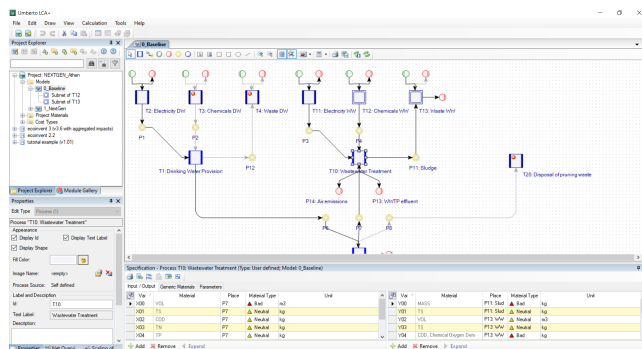 Umberto LCA+
File Edit Draw View Calculation Tools Help
Project Explorer
0_Baseline
Project: NEXTGEN_Athen
Models
0_Baseline
Subnet of T12
Subnet of T13
1_NextGen
Project Materials
Cost Types
ecoinvent 3 (v3.6 with aggregated impacts)
ecoinvent 2.2
tutorial example (v1.01)
Project Explorer Module Gallery
T2: Electricity DW T3: Chemicals DW T4: Waste DW T11: Electricity WW T12: Chemicals WW T13: Waste WW
P1 P2 P3 P4
T1: Drinking Water Provision P12 T10: Wastewater Treatment P11: Sludge
T20: Disposal of pruning waste
P14: Air emissions P13: WWTP effluent
P6 P7 P8
Properties
Edit Type Process (1)
Process "T10: Wastewater Treatment"
Appearance
Display Id Display Text Label
Display Shape
Fill Color:
Image Name: <empty>
Process Source: Self defined
Label and Description
Id: T10
Text Label: Wastewater Treatment
Description:
Specification - Process T10: Wastewater Treatment (Type: User defined; Model: 0_Baseline)
Input / Output Generic Materials Parameters
Var Material Place Material Type Unit
X00 VOL P7 Bad m3
X01 TS P7 Neutral kg
X02 COD P7 Neutral kg
X03 TN P7 Neutral kg
X04 TP P7 Neutral kg
Add Remove Expand
Var Material Place Material Type Unit
Y00 MASS P11: Slud Bad kg
Y01 TS P11: Slud Neutral kg
Y02 VOL P13: WW Bad m3
Y03 TS P13: WW Neutral kg
Y04 COD, Chemical Oxygen Dem P13: WW Neutral kg
Add Remove Expand